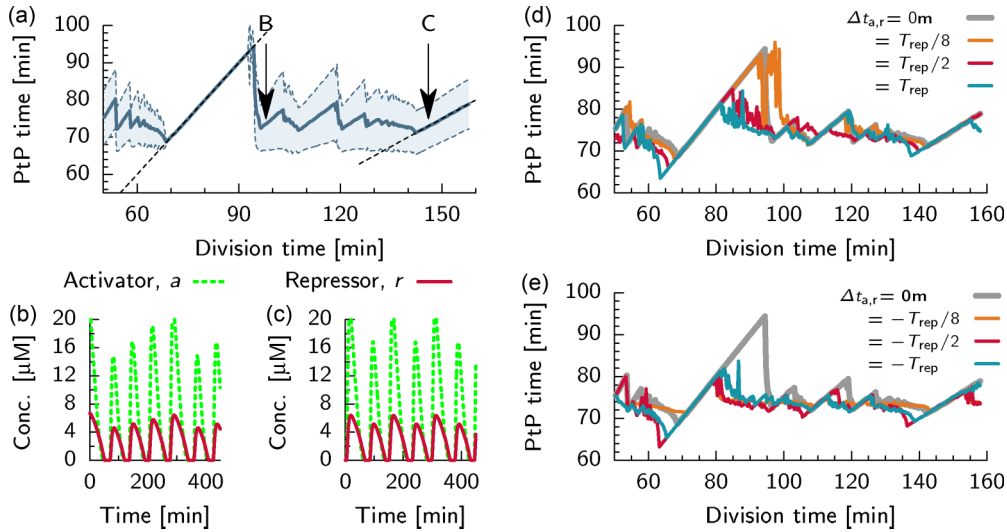 (a)
100
90
80
70
60
PtP time [min]
B
C
60
90
120
150
Division time [min]
Activator, a
Repressor, r
(b)
20
16
12
8
4
0
Conc. [µM]
0
200
400
Time [min]
(c)
20
16
12
8
4
0
Conc. [µM]
0
200
400
Time [min]
(d)
100
90
80
70
60
PtP time [min]
Δt_a,r = 0m
= T_rep/8
= T_rep/2
= T_rep
60
80
100
120
140
160
Division time [min]
(e)
100
90
80
70
60
PtP time [min]
Δt_a,r = 0m
= − T_rep/8
= − T_rep/2
= − T_rep
60
80
100
120
140
160
Division time [min]